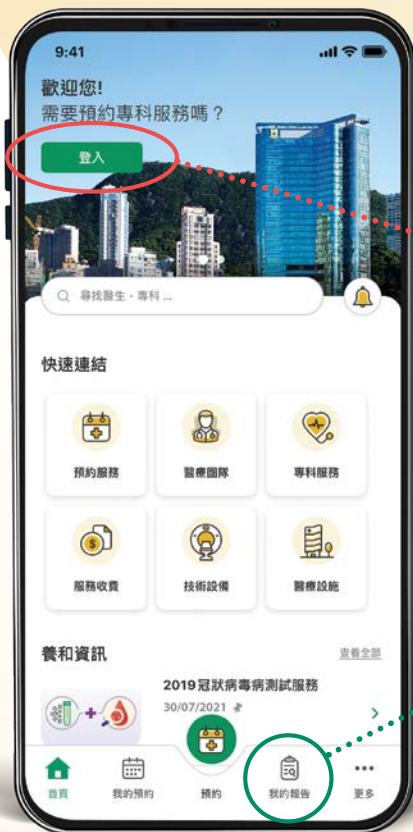 9:41
歡迎您!
需要預約專科服務嗎？
登入
尋找醫生、專科 ...
快速連結
預約服務
醫療團隊
專科服務
服務收費
技術設備
醫療設施
養和資訊
查看全部
2019冠狀病毒病測試服務
30/07/2021
首頁
我的預約
預約
我的報告
更多